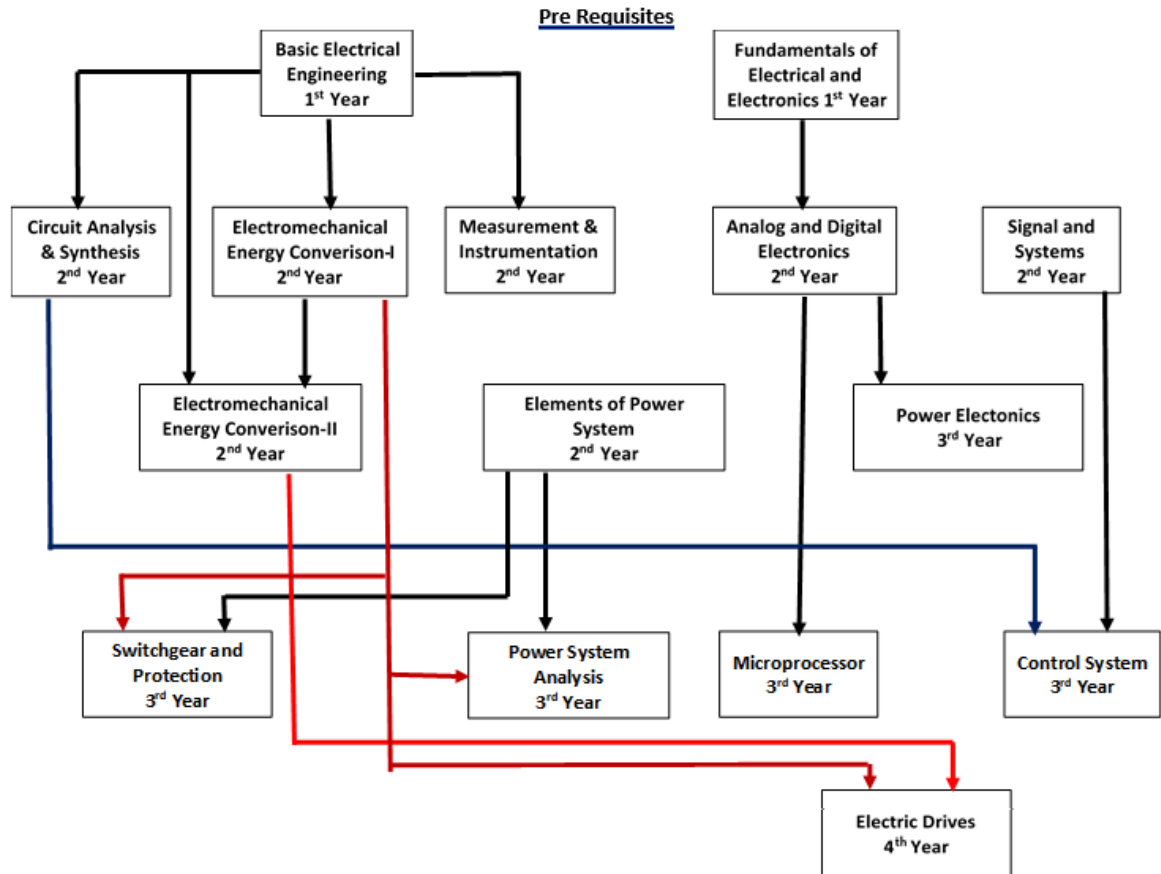 Pre Requisites
Basic Electrical
Engineering
1st Year
Fundamentals of
Electrical and
Electronics 1st Year
Circuit Analysis
& Synthesis
2nd Year
Electromechanical
Energy Converison-I
2nd Year
Measurement &
Instrumentation
2nd Year
Analog and Digital
Electronics
2nd Year
Signal and
Systems
2nd Year
Electromechanical
Energy Converison-II
2nd Year
Elements of Power
System
2nd Year
Power Electonics
3rd Year
Switchgear and
Protection
3rd Year
Power System
Analysis
3rd Year
Microprocessor
3rd Year
Control System
3rd Year
Electric Drives
4th Year